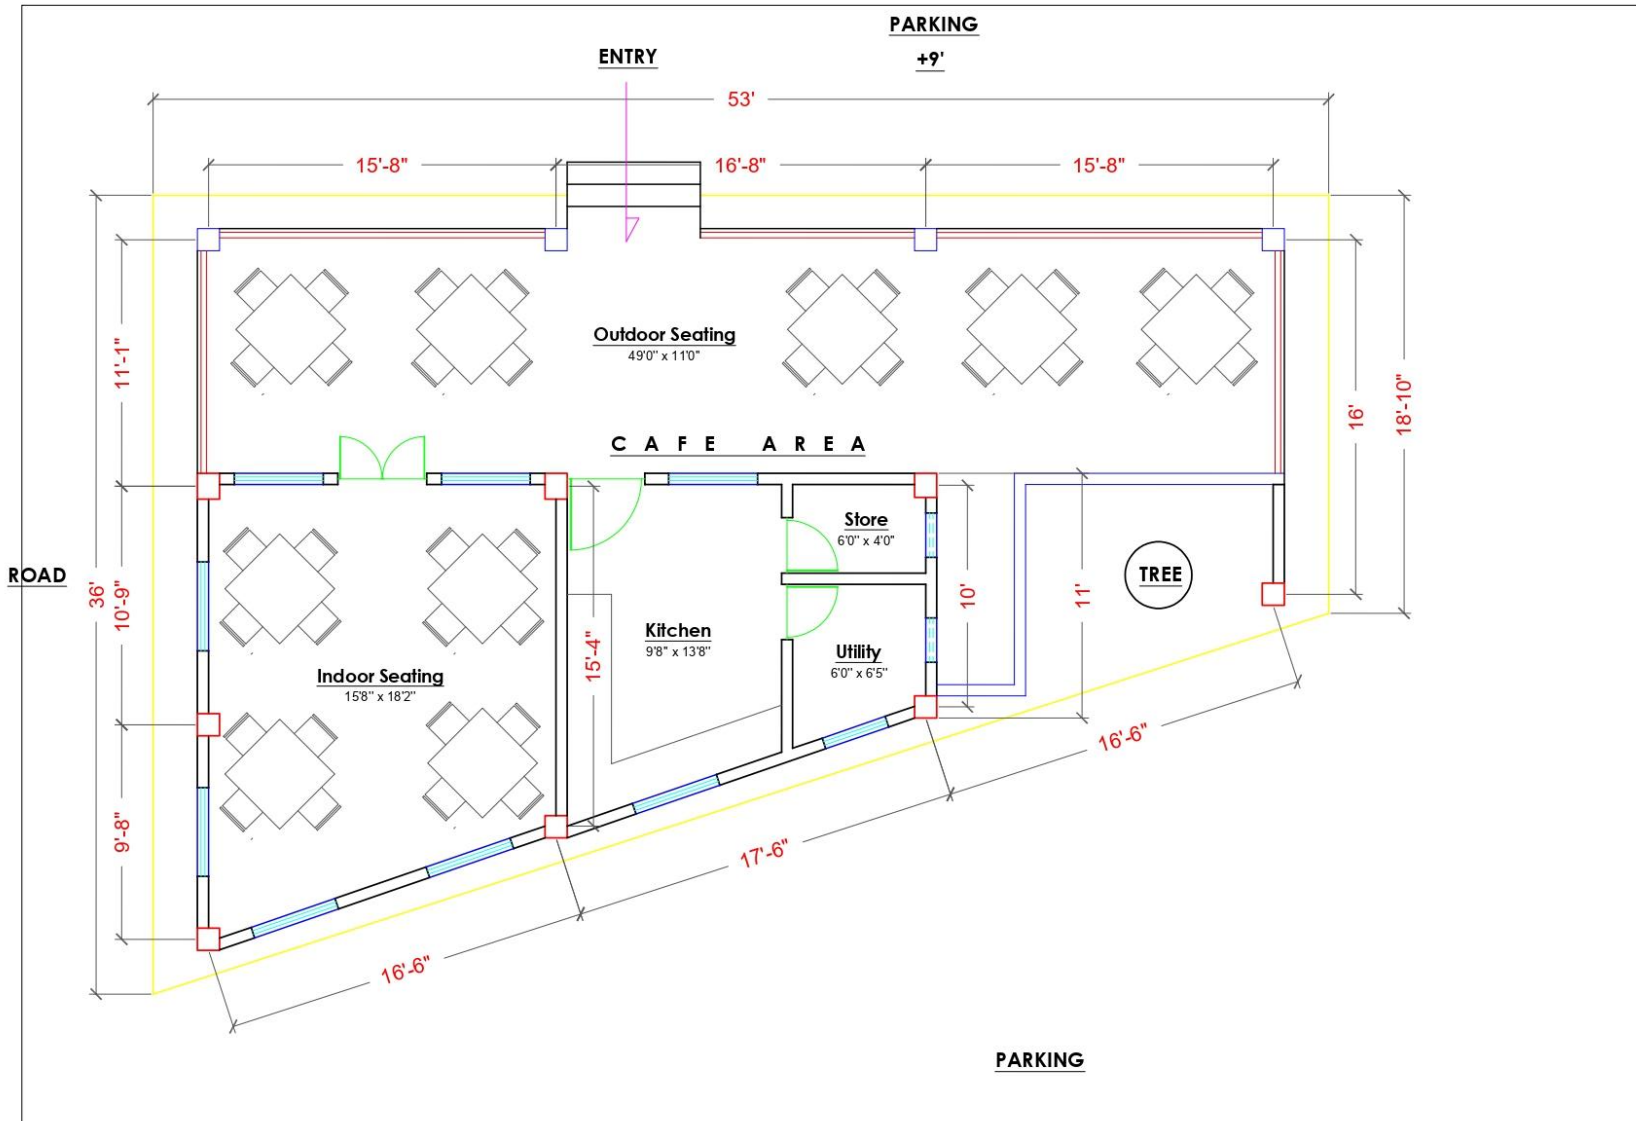 PARKING
+9'
ENTRY
53'
15'-8"
16'-8"
15'-8"
11'-1"
Outdoor Seating
49'0" x 11'0"
16'
18'-10"
C A F E   A R E A
Store
6'0" x 4'0"
ROAD
36'
10'-9"
10'
11'
TREE
Kitchen
9'8" x 13'8"
15'-4"
Utility
6'0" x 6'5"
Indoor Seating
15'8" x 18'2"
16'-6"
9'-8"
17'-6"
16'-6"
PARKING